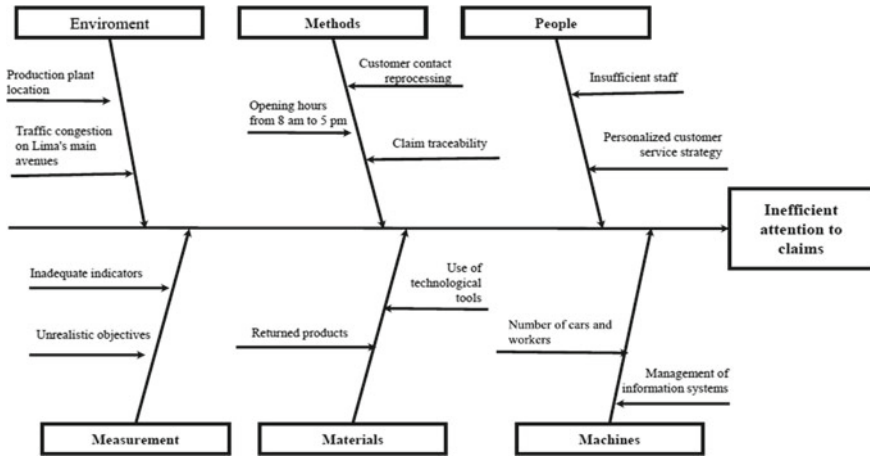 Enviroment
Methods
People
Production plant
location
Traffic congestion
on Lima's main
avenues
Customer contact
reprocessing
Opening hours
from 8 am to 5 pm
Claim traceability
Insufficient staff
Personalized customer
service strategy
Inefficient
attention to
claims
Inadequate indicators
Unrealistic objectives
Use of
technological
tools
Returned products
Number of cars and
workers
Management of
information systems
Measurement
Materials
Machines